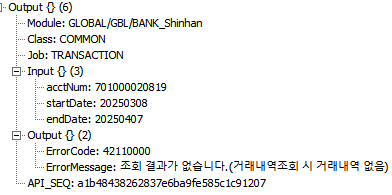 Output {} (6)
Module: GLOBAL/GBL/BANK_Shinhan
Class: COMMON
Job: TRANSACTION
Input {} (3)
acctNum: 701000020819
startDate: 20250308
endDate: 20250407
Output {} (2)
ErrorCode: 42110000
ErrorMessage: 조회 결과가 없습니다.(거래내역조회 시 거래내역 없음)
API_SEQ: a1b48438262837e6ba9fe585c1c91207